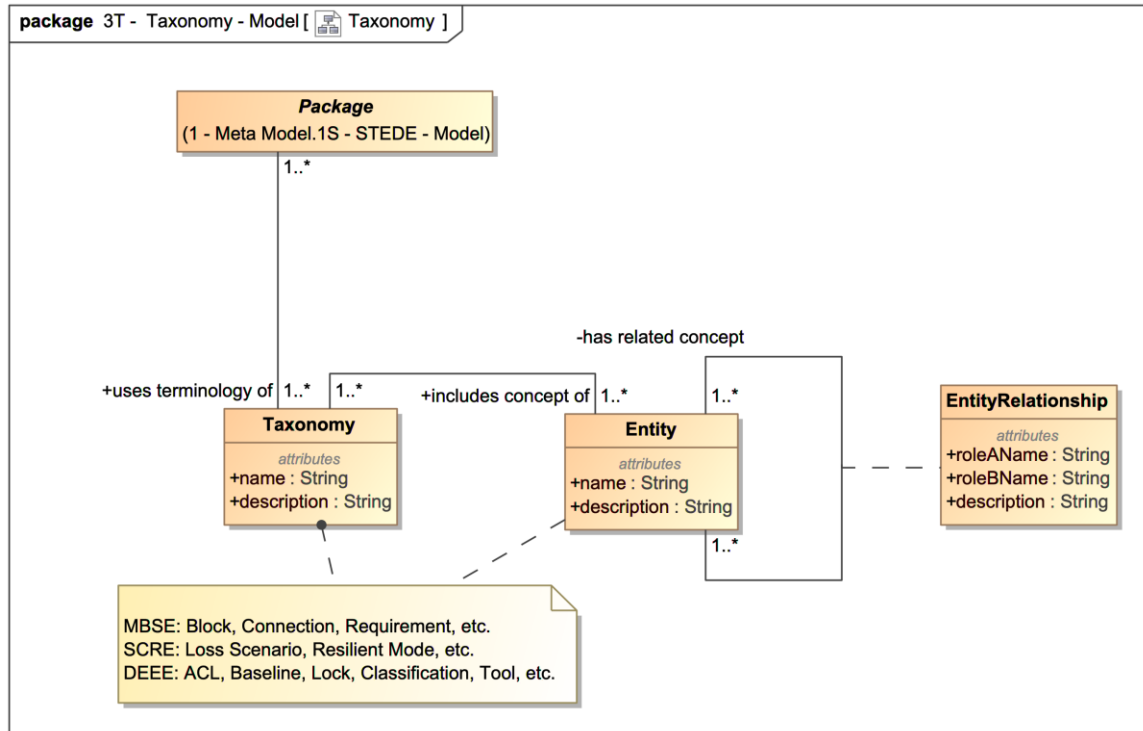 package 3T - Taxonomy - Model [ Taxonomy ]
Package
(1 - Meta Model.1S - STEDE - Model)
1..*
-has related concept
+uses terminology of
1..*
1..*
+includes concept of
1..*
1..*
Taxonomy
attributes
+name : String
+description : String
Entity
attributes
+name : String
+description : String
1..*
EntityRelationship
attributes
+roleAName : String
+roleBName : String
+description : String
MBSE: Block, Connection, Requirement, etc.
SCRE: Loss Scenario, Resilient Mode, etc.
DEEE: ACL, Baseline, Lock, Classification, Tool, etc.